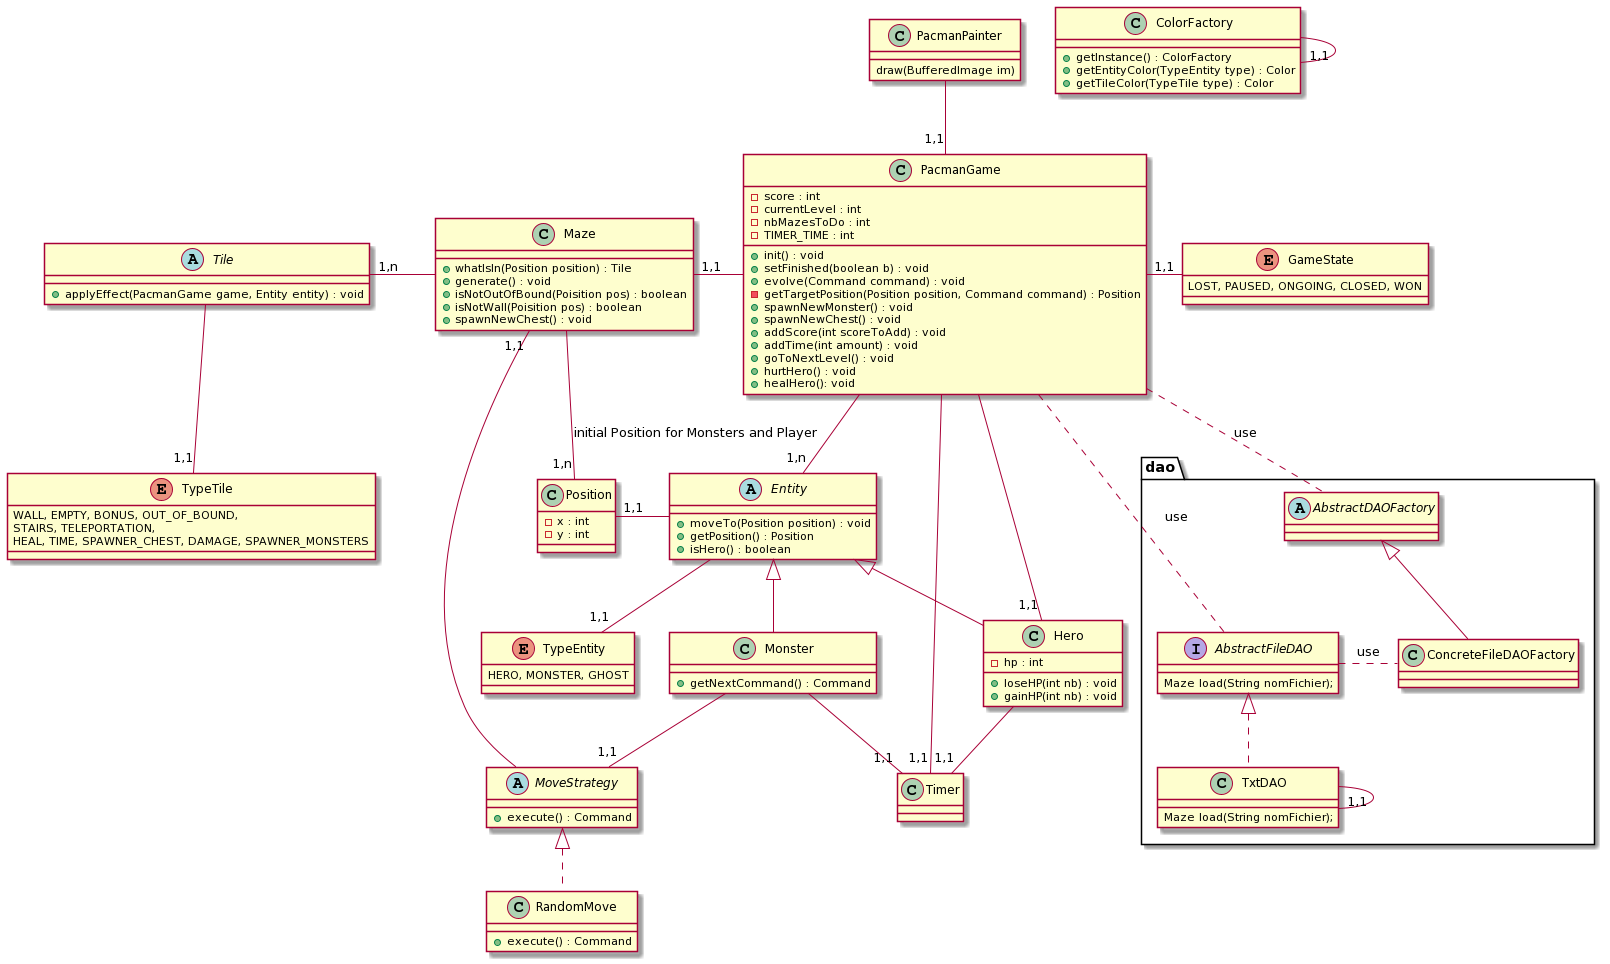 C PacmanPainter
draw(BufferedImage im)
C ColorFactory
getInstance() : ColorFactory
getEntityColor(TypeEntity type) : Color
getTileColor(TypeTile type) : Color
1,1
1,1
C PacmanGame
score : int
currentLevel : int
nbMazesToDo : int
TIMER_TIME : int
init() : void
setFinished(boolean b) : void
evolve(Command command) : void
getTargetPosition(Position position, Command command) : Position
spawnNewMonster() : void
spawnNewChest() : void
addScore(int scoreToAdd) : void
addTime(int amount) : void
goToNextLevel() : void
hurtHero() : void
healHero(): void
C Maze
whatIsIn(Position position) : Tile
generate() : void
isNotOutOfBound(Poisition pos) : boolean
isNotWall(Poisition pos) : boolean
spawnNewChest() : void
1,1
A Tile
applyEffect(PacmanGame game, Entity entity) : void
1,n
E GameState
LOST, PAUSED, ONGOING, CLOSED, WON
1,1
1,1
initial Position for Monsters and Player
use
1,1
1,n
1,n
E TypeTile
WALL, EMPTY, BONUS, OUT_OF_BOUND,
STAIRS, TELEPORTATION,
HEAL, TIME, SPAWNER_CHEST, DAMAGE, SPAWNER_MONSTERS
C Position
x : int
y : int
1,1
A Entity
moveTo(Position position) : void
getPosition() : Position
isHero() : boolean
dao
use
A AbstractDAOFactory
1,1
1,1
E TypeEntity
HERO, MONSTER, GHOST
C Monster
getNextCommand() : Command
C Hero
hp : int
loseHP(int nb) : void
gainHP(int nb) : void
I AbstractFileDAO
Maze load(String nomFichier);
use
C ConcreteFileDAOFactory
1,1
1,1
1,1
1,1
A MoveStrategy
execute() : Command
C Timer
C TxtDAO
Maze load(String nomFichier);
1,1
C RandomMove
execute() : Command